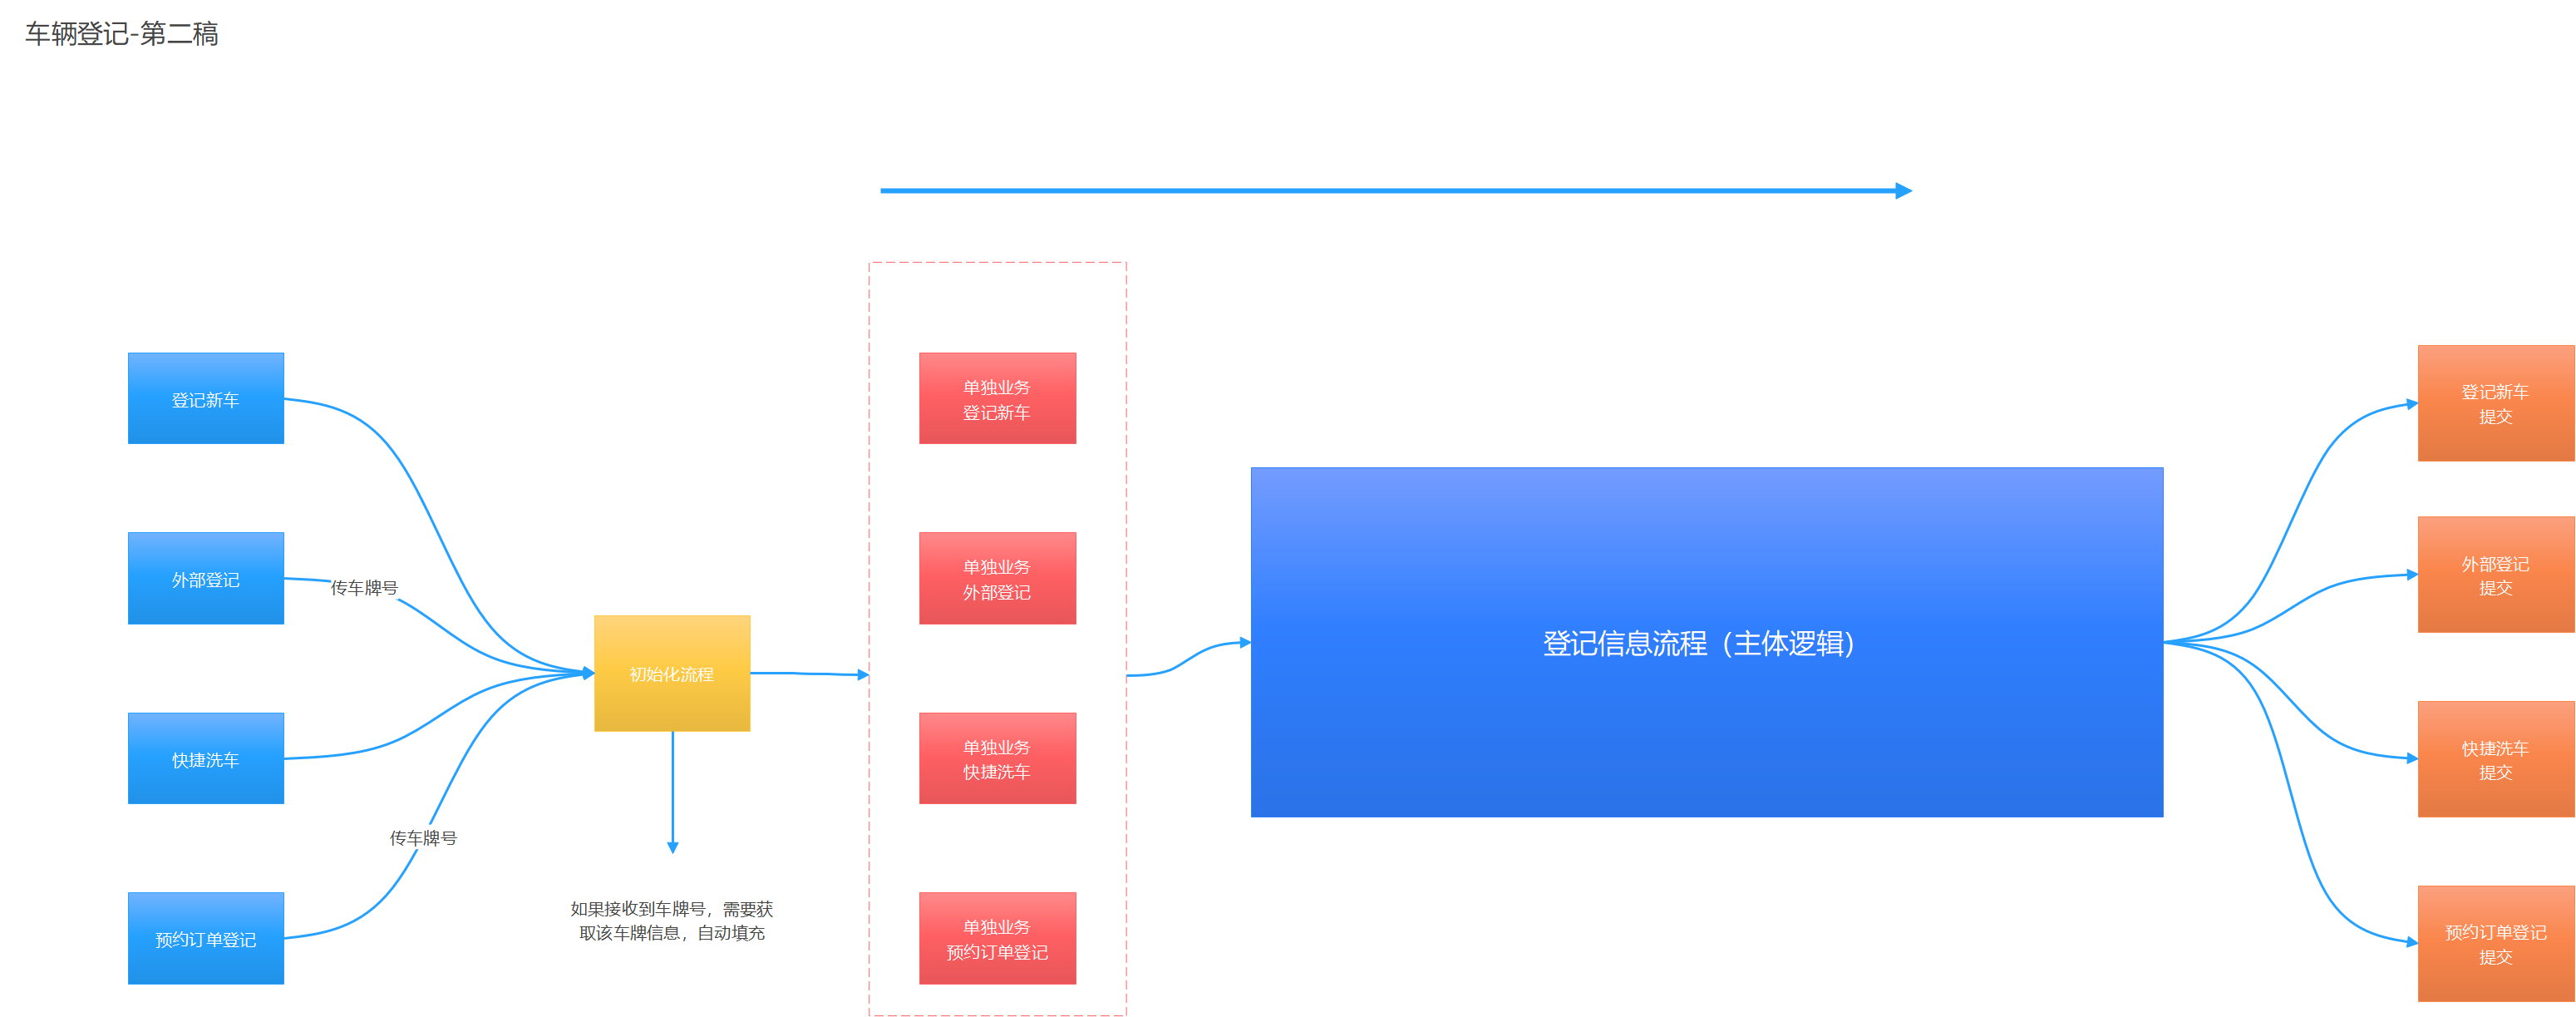 车辆登记-第二稿
登记新车
外部登记
传车牌号
快捷洗车
传车牌号
预约订单登记
初始化流程
如果接收到车牌号，需要获
取该车牌信息，自动填充
单独业务
登记新车
单独业务
外部登记
单独业务
快捷洗车
单独业务
预约订单登记
登记信息流程（主体逻辑）
登记新车
提交
外部登记
提交
快捷洗车
提交
预约订单登记
提交